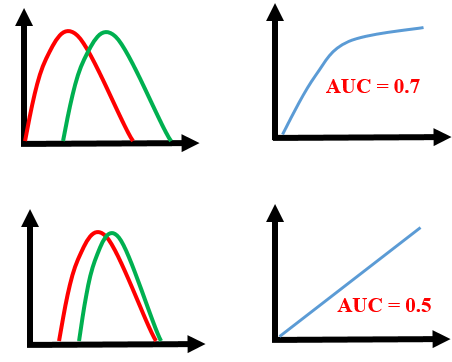 AUC = 0.7
AUC = 0.5